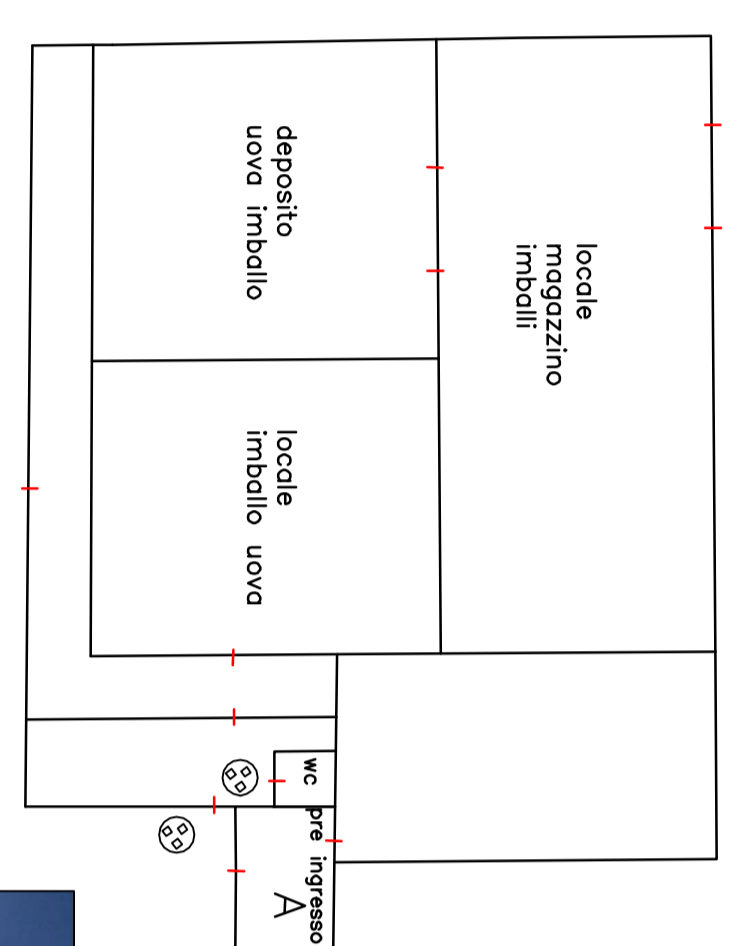 deposito
uova imballo
locale
magazzino
imballi
locale
imballo uova
wc
pre ingresso
A